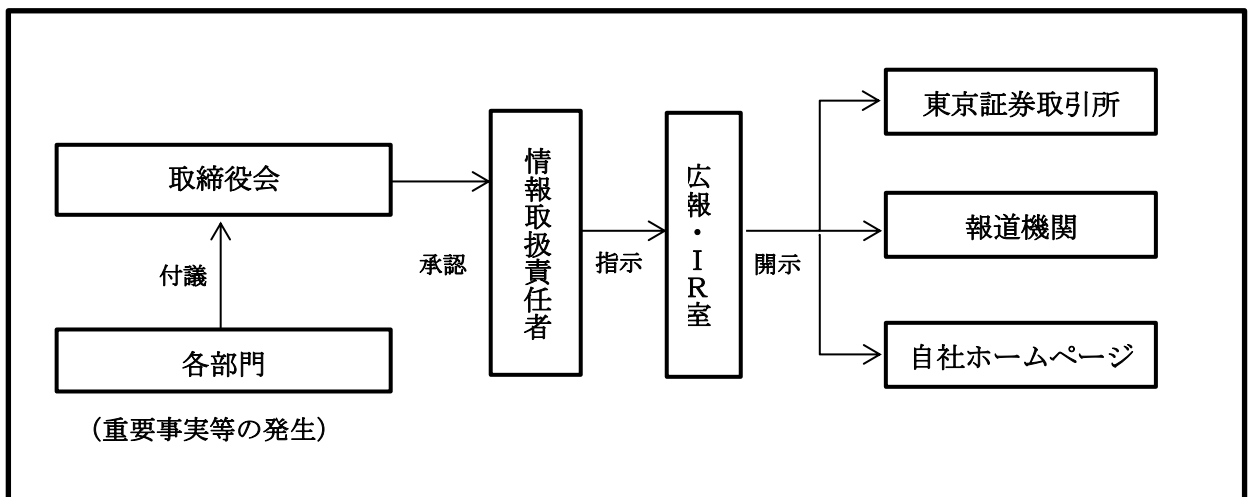 取締役会
付議
各部門
（重要事実等の発生）
承認
情報取扱責任者
指示
広報・ＩＲ室
開示
東京証券取引所
報道機関
自社ホームページ